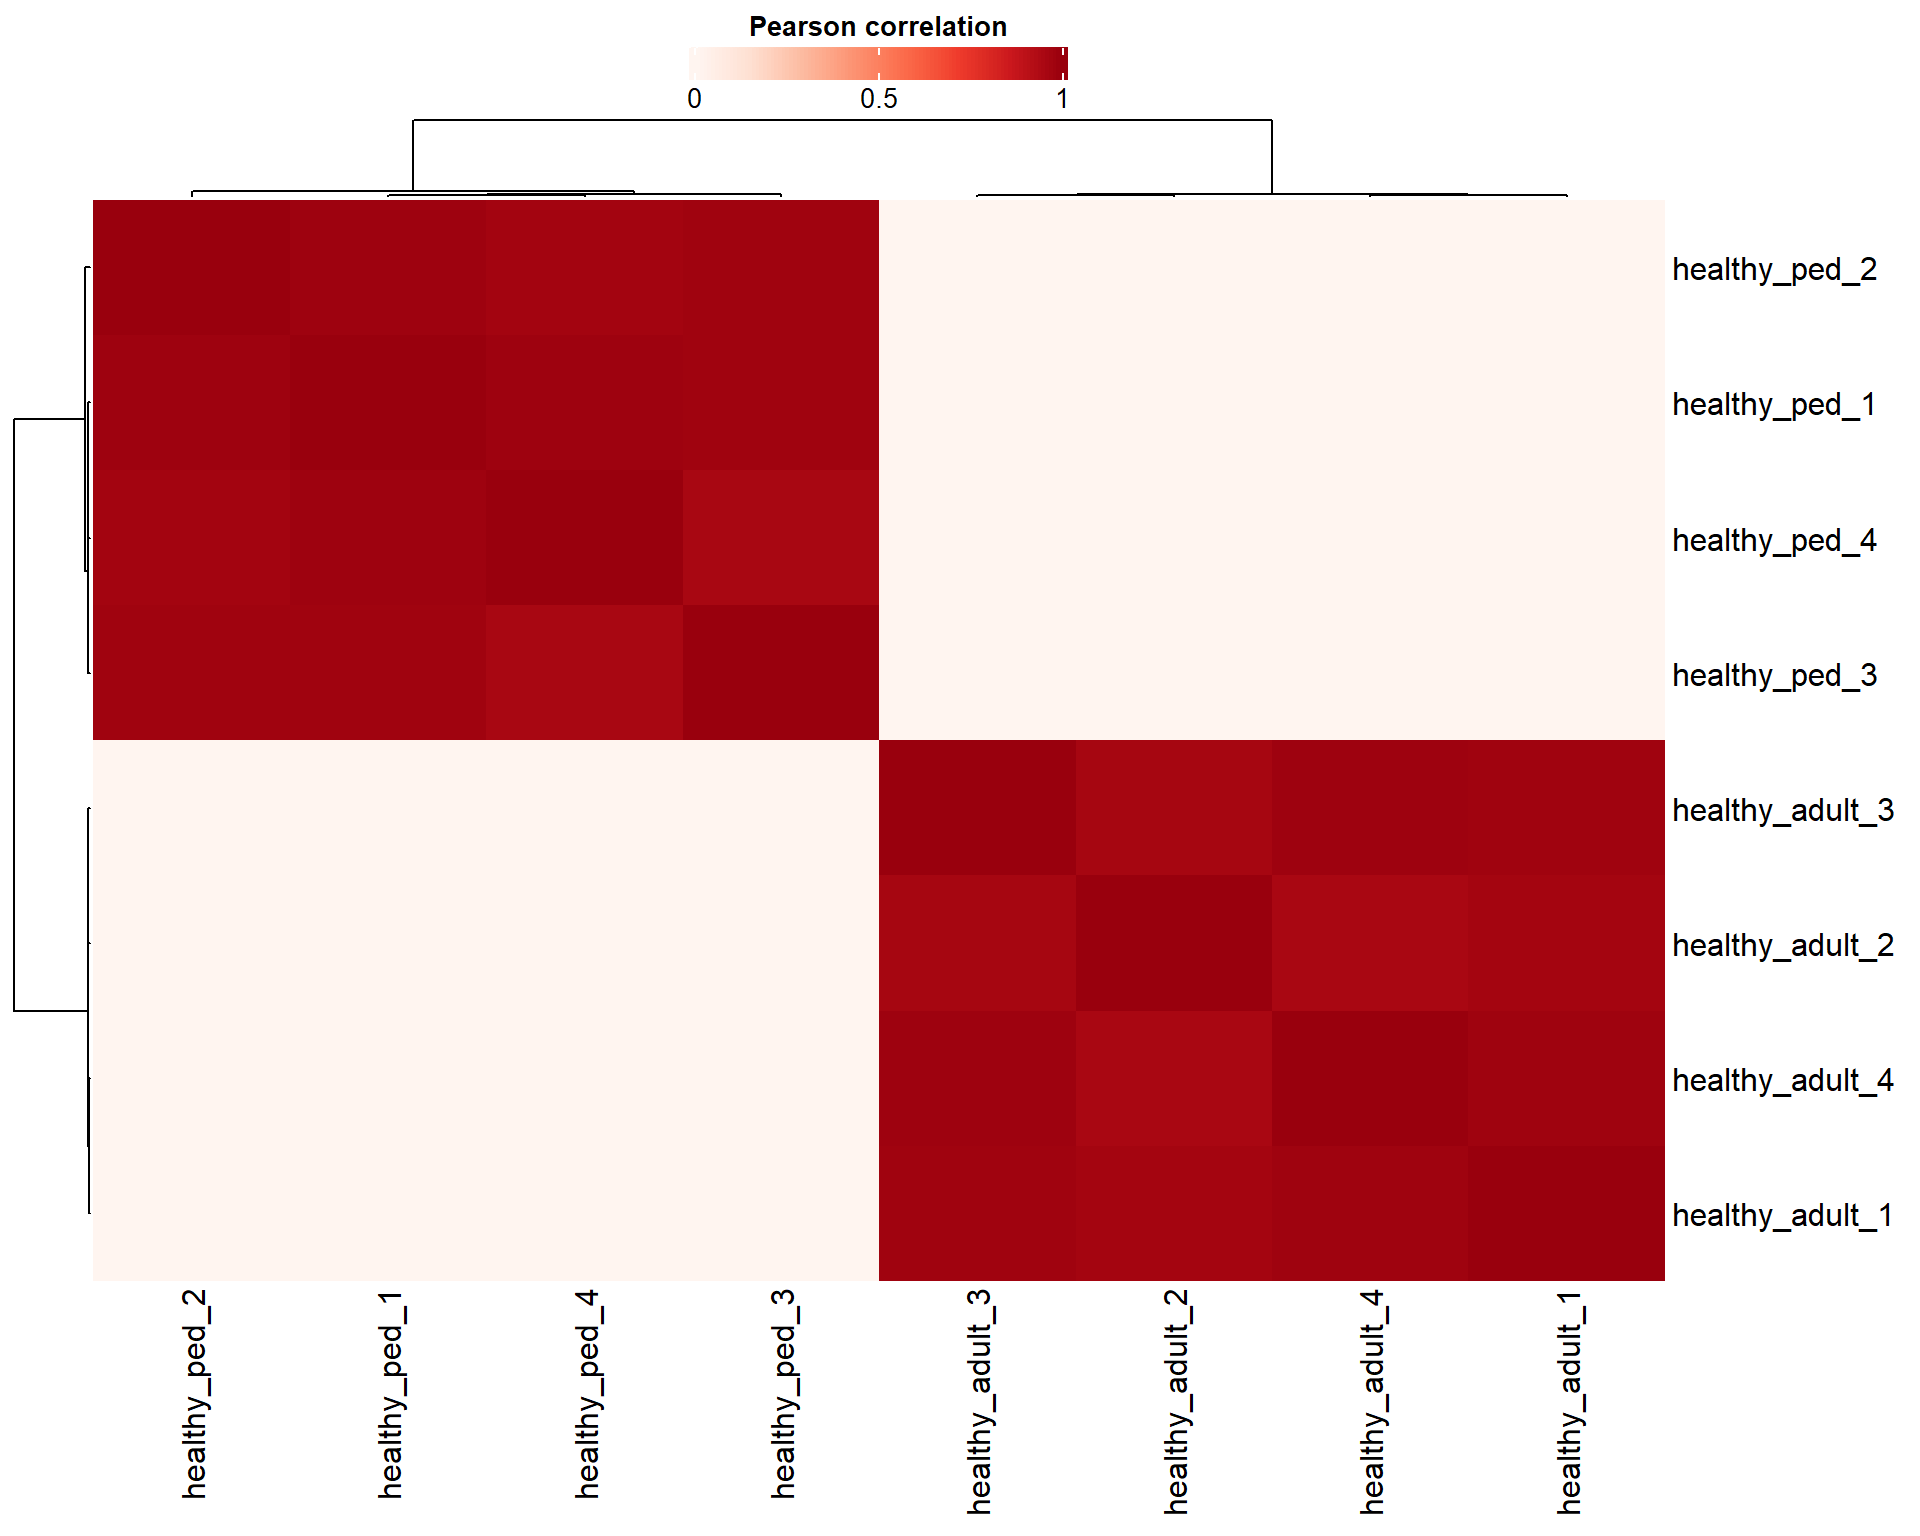 Pearson correlation
0 0.5 1
healthy_ped_2
healthy_ped_1
healthy_ped_4
healthy_ped_3
healthy_adult_3
healthy_adult_2
healthy_adult_4
healthy_adult_1
healthy_ped_2
healthy_ped_1
healthy_ped_4
healthy_ped_3
healthy_adult_3
healthy_adult_2
healthy_adult_4
healthy_adult_1